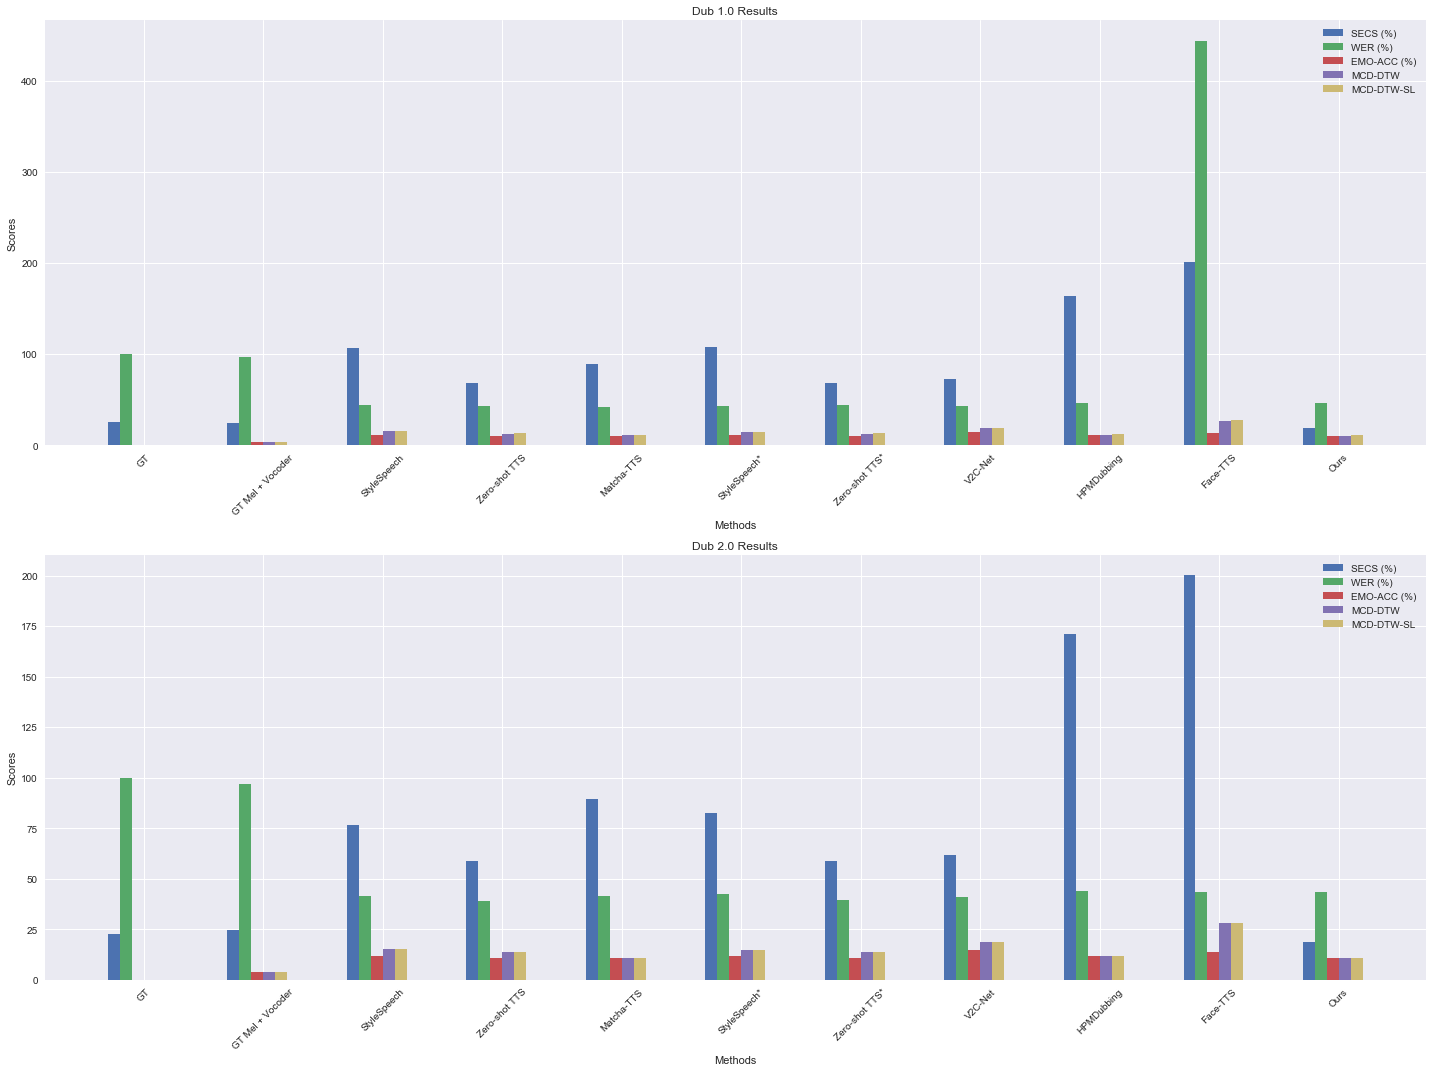 Dub 1.0 Results
SECS (%)
WER (%)
EMO-ACC (%)
MCD-DTW
MCD-DTW-SL
Scores
400
300
200
100
0
GT
GT Mel + Vocoder
StyleSpeech
Zero-shot TTS
Matcha-TTS
StyleSpeech*
Zero-shot TTS*
V2C-Net
HPMDubbing
Face-TTS
Ours
Methods
Dub 2.0 Results
SECS (%)
WER (%)
EMO-ACC (%)
MCD-DTW
MCD-DTW-SL
Scores
200
175
150
125
100
75
50
25
0
GT
GT Mel + Vocoder
StyleSpeech
Zero-shot TTS
Matcha-TTS
StyleSpeech*
Zero-shot TTS*
V2C-Net
HPMDubbing
Face-TTS
Ours
Methods